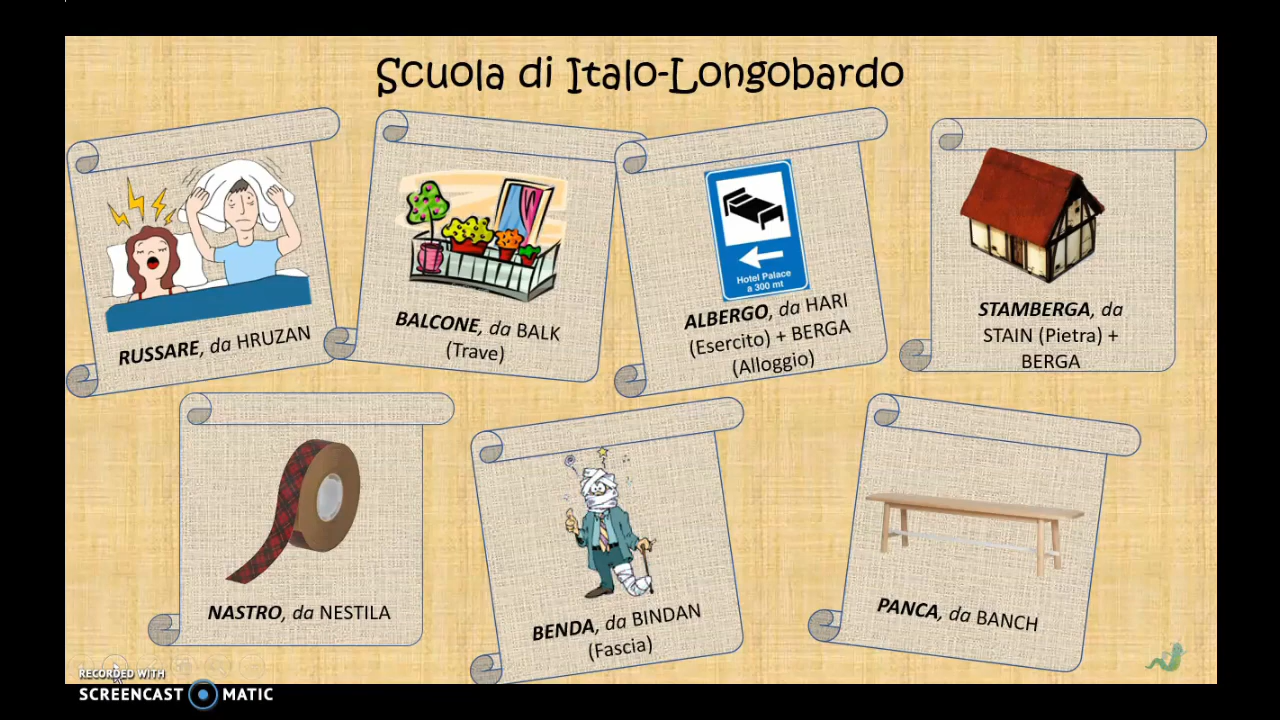 Scuola di Italo-Longobardo
RUSSARE, da HRUZAN
BALCONE, da BALK
(Trave)
Hotel Palace
a 300 mt
ALBERGO, da HARI
(Esercito) + BERGA
(Alloggio)
STAMBERGA, da
STAIN (Pietra) +
BERGA
NASTRO, da NESTILA
BENDA, da BINDAN
(Fascia)
PANCA, da BANCH
RECORDED WITH
SCREENCAST MATIC